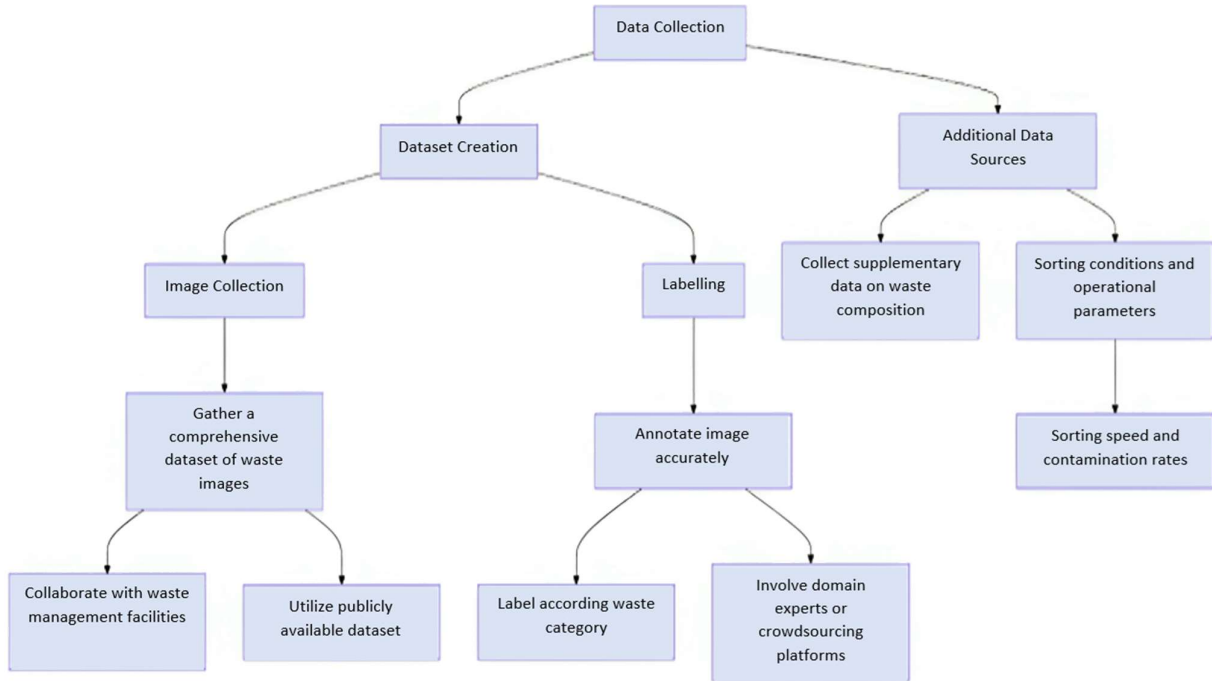 Data Collection
Dataset Creation
Additional Data
Sources
Image Collection
Labelling
Collect supplementary
data on waste
composition
Sorting conditions and
operational
parameters
Gather a
comprehensive
dataset of waste
images
Annotate image
accurately
Sorting speed and
contamination rates
Collaborate with waste
management facilities
Utilize publicly
available dataset
Label according waste
category
Involve domain
experts or
crowdsourcing
platforms